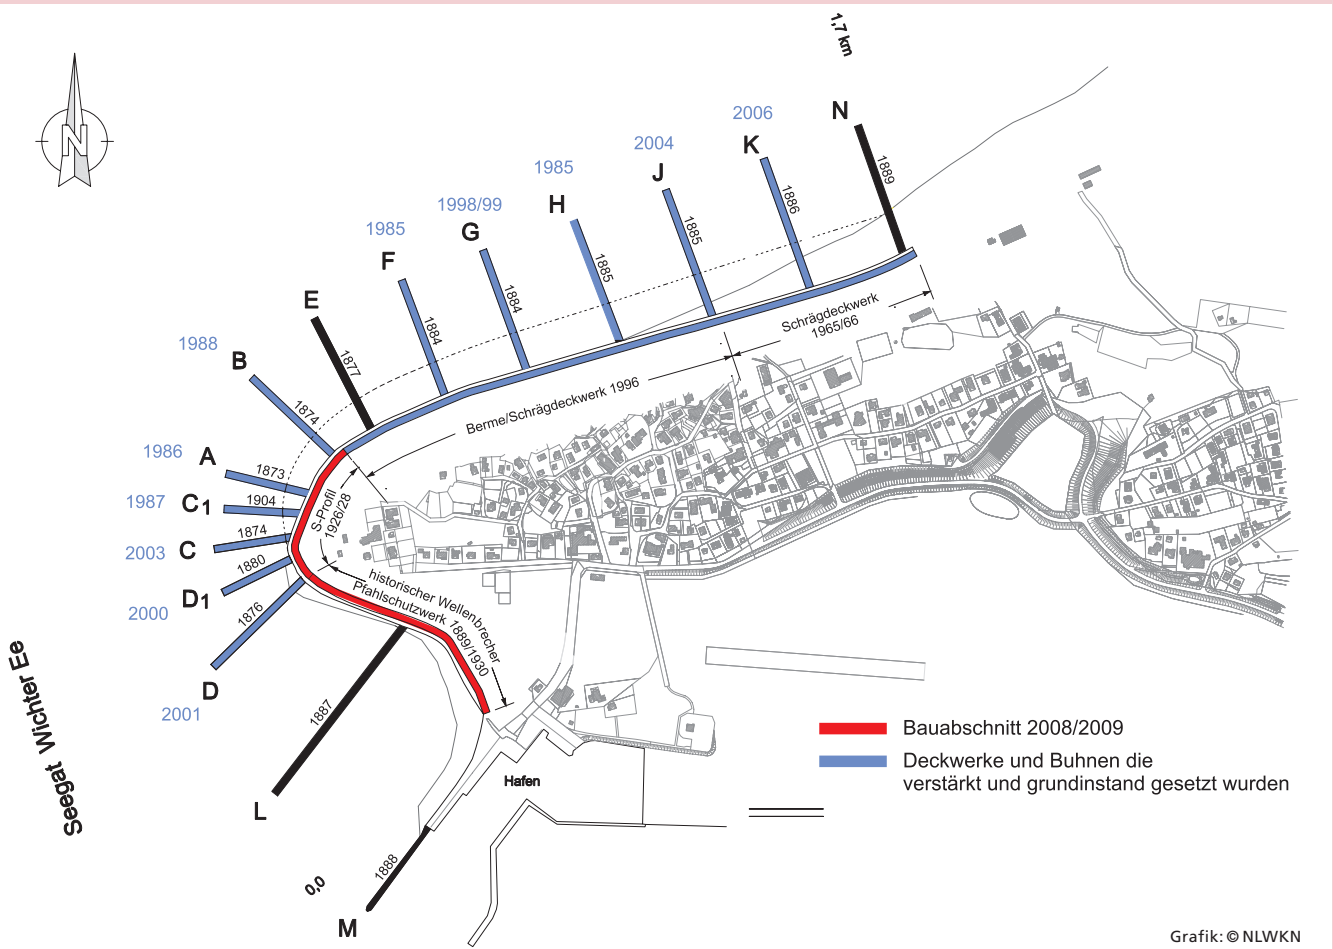 1,7 km
N
2006
K
N
1889
2004
J
1886
1985
H
1885
1998/99
G
1885
1985
F
1884
E
1884
1877
Schrägdeckwerk
1965/66
1988
B
1874
Berme/Schrägdeckwerk 1996
1986
A
1873
1987
C1
1904
S-Profil
1926/28
2003
C
1874
D1
1880
2000
1876
historischer Wellenbrecher
Pfahlschutzwerk 1889/1930
D
2001
1887
Seegat Wichter Ee
L
Hafen
Bauabschnitt 2008/2009
Deckwerke und Buhnen die
verstärkt und grundinstand gesetzt wurden
1888
0,0
M
Grafik: © NLWKN